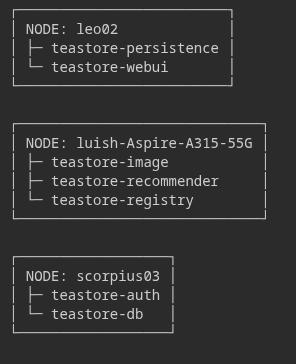 NODE: leo02
teastore-persistence
teastore-webui
NODE: luish-Aspire-A315-55G
teastore-image
teastore-recommender
teastore-registry
NODE: scorpius03
teastore-auth
teastore-db